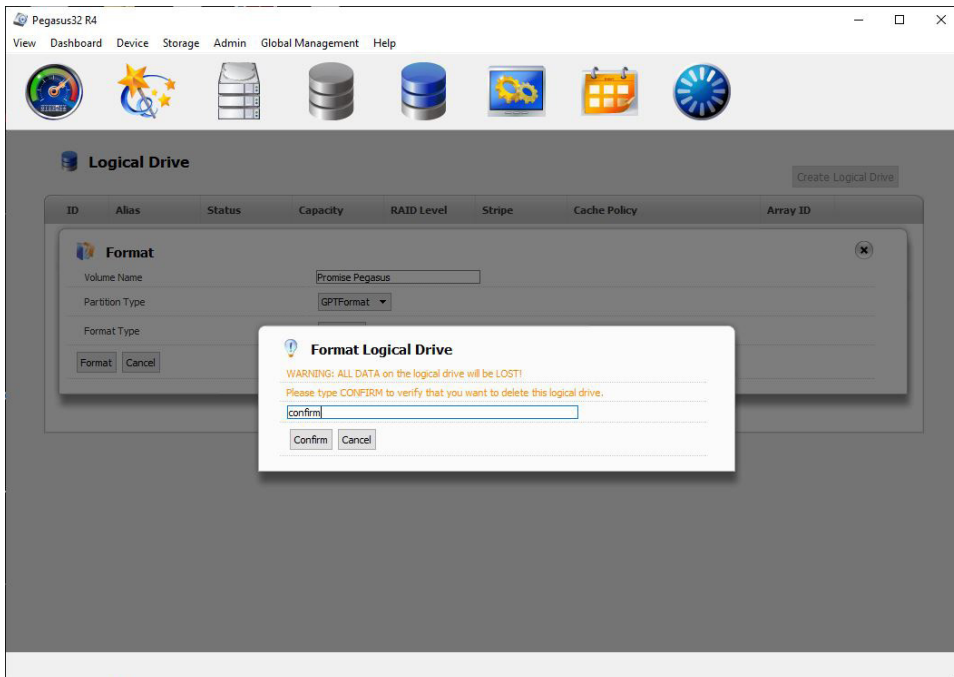 Pegasus32 R4
View Dashboard Device Storage Admin Global Management Help
Logical Drive
Create Logical Drive
ID Alias Status Capacity RAID Level Stripe Cache Policy Array ID
Format
Volume Name Promise Pegasus
Partition Type GPTFormat
Format Type
Format Cancel
Format Logical Drive
WARNING: ALL DATA on the logical drive will be LOST!
Please type CONFIRM to verify that you want to delete this logical drive.
confirm
Confirm Cancel